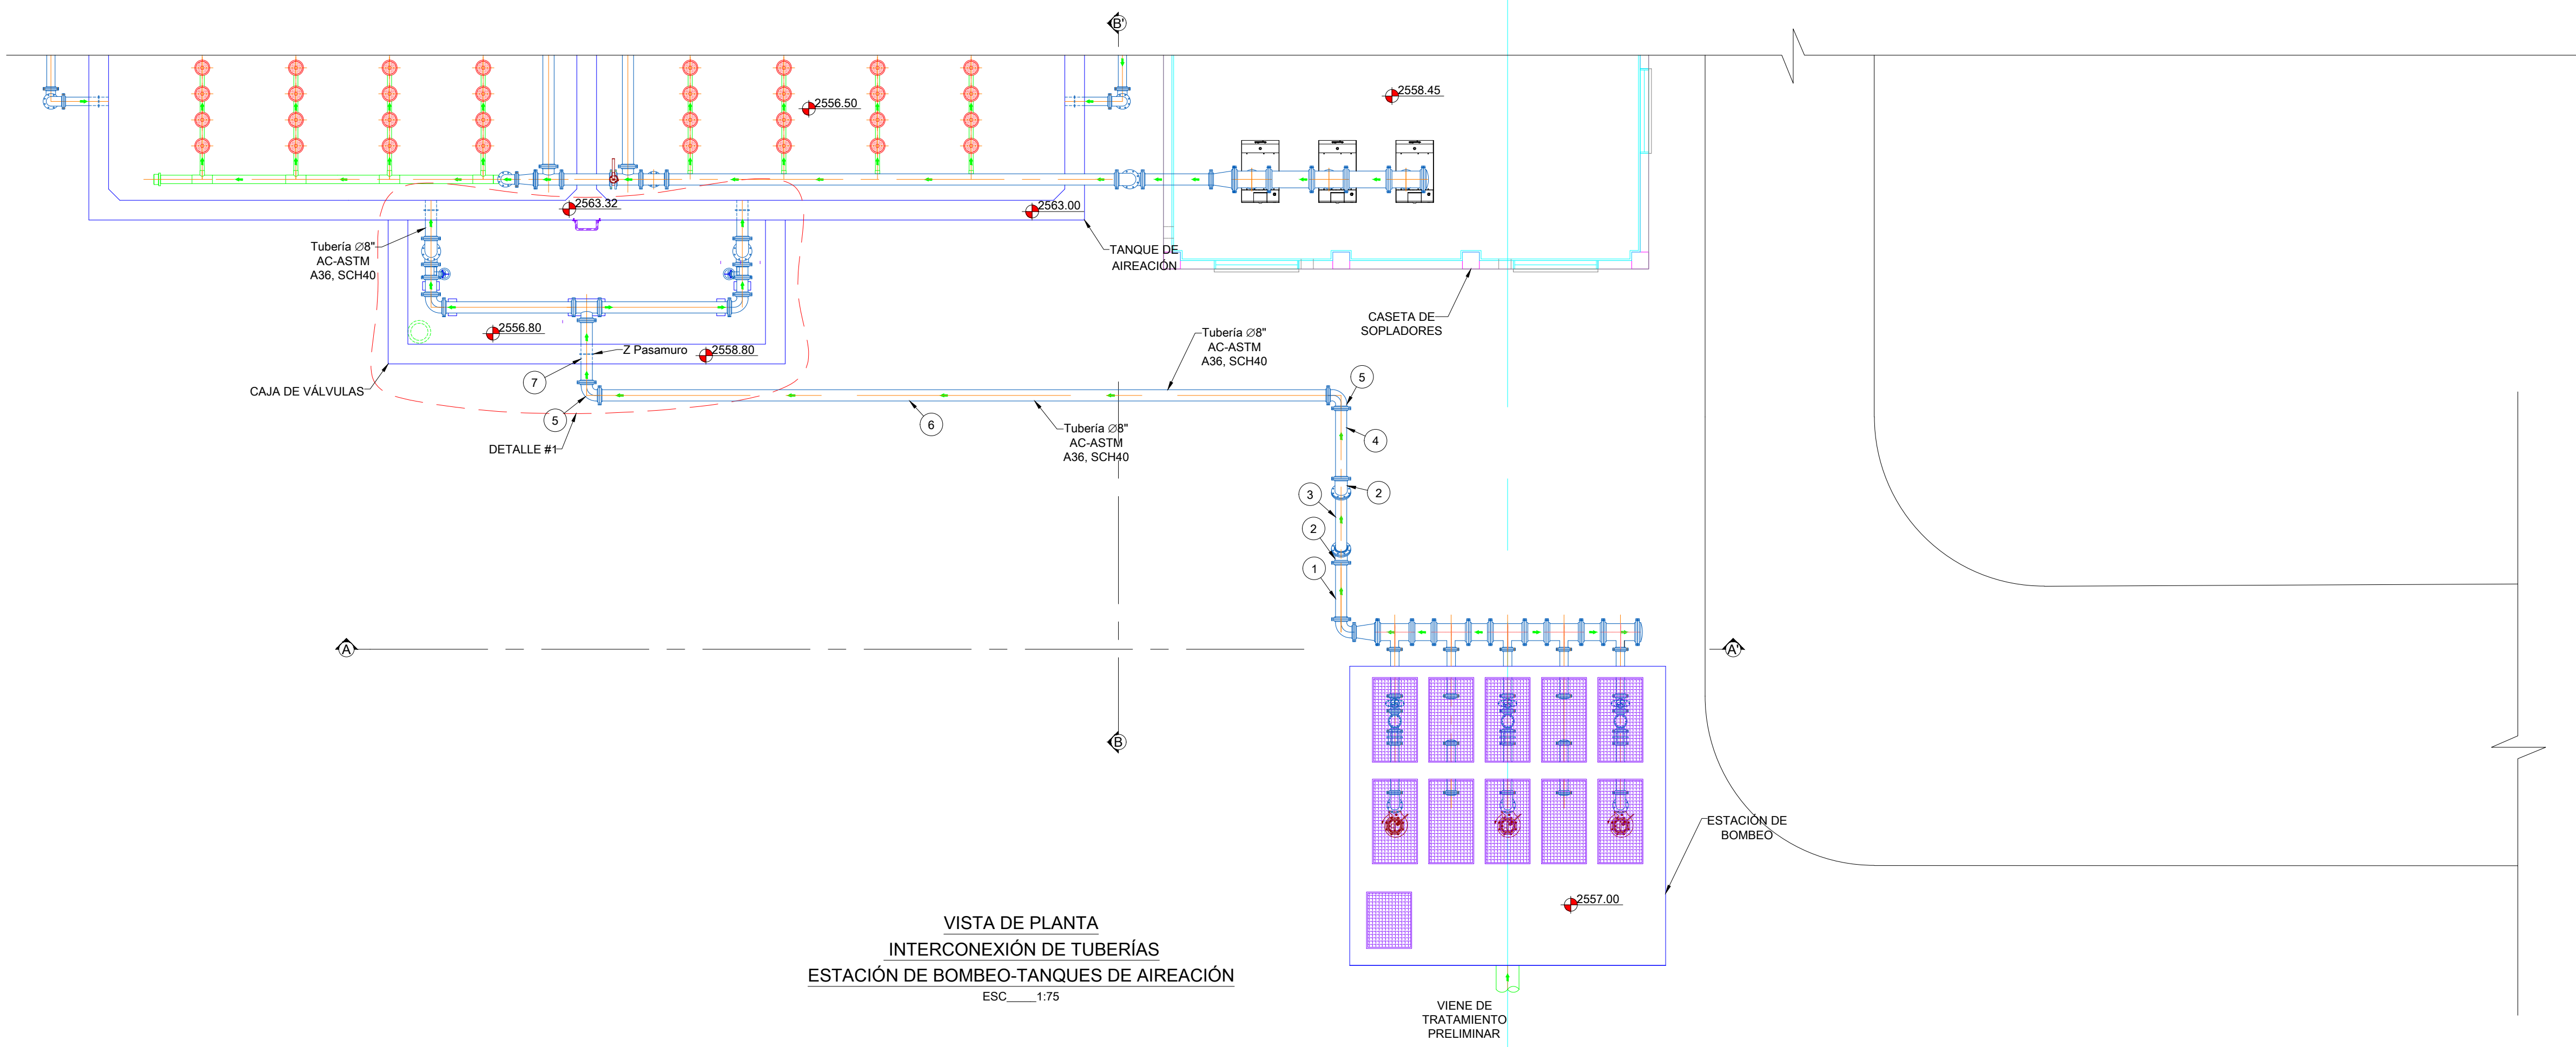 B'
2556.50
2558.45
2563.32
2563.00
Tubería Ø8"
AC-ASTM
A36, SCH40
TANQUE DE
AIREACIÓN
2556.80
Z Pasamuro
2558.80
CASETA DE
SOPLADORES
Tubería Ø8"
AC-ASTM
A36, SCH40
CAJA DE VÁLVULAS
7
5
5
6
4
DETALLE #1
Tubería Ø8"
AC-ASTM
A36, SCH40
3
2
2
1
A
A'
B
ESTACIÓN DE
BOMBEO
2557.00
VISTA DE PLANTA
INTERCONEXIÓN DE TUBERÍAS
ESTACIÓN DE BOMBEO-TANQUES DE AIREACIÓN
ESC_____1:75
VIENE DE
TRATAMIENTO
PRELIMINAR